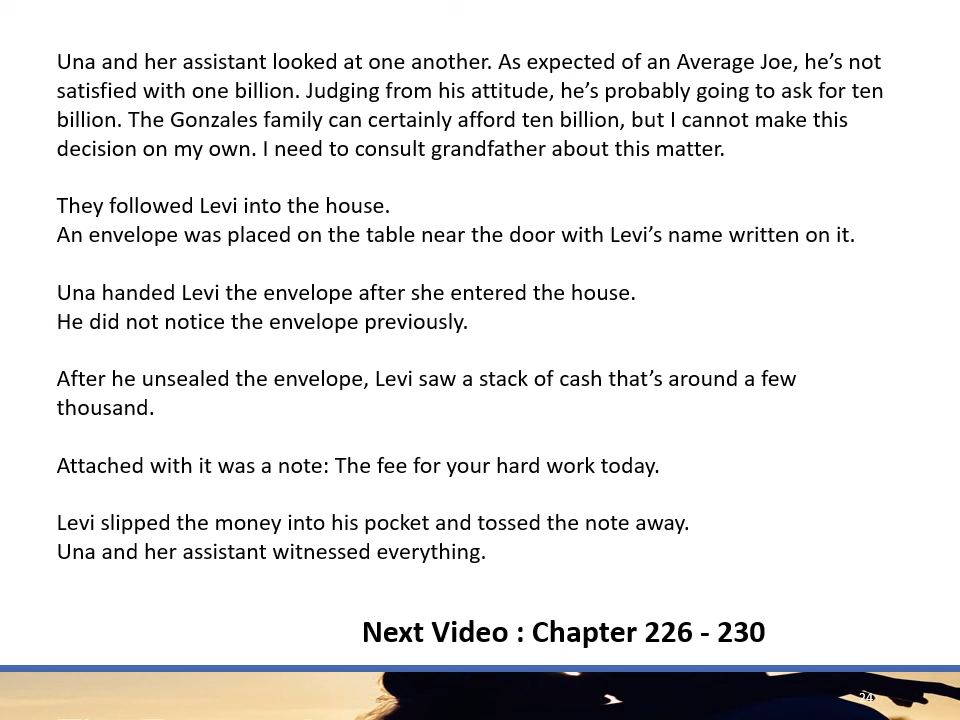 Una and her assistant looked at one another. As expected of an Average Joe, he’s not
satisfied with one billion. Judging from his attitude, he’s probably going to ask for ten
billion. The Gonzales family can certainly afford ten billion, but I cannot make this
decision on my own. I need to consult grandfather about this matter.
They followed Levi into the house.
An envelope was placed on the table near the door with Levi’s name written on it.
Una handed Levi the envelope after she entered the house.
He did not notice the envelope previously.
After he unsealed the envelope, Levi saw a stack of cash that’s around a few
thousand.
Attached with it was a note: The fee for your hard work today.
Levi slipped the money into his pocket and tossed the note away.
Una and her assistant witnessed everything.
Next Video : Chapter 226 - 230
24